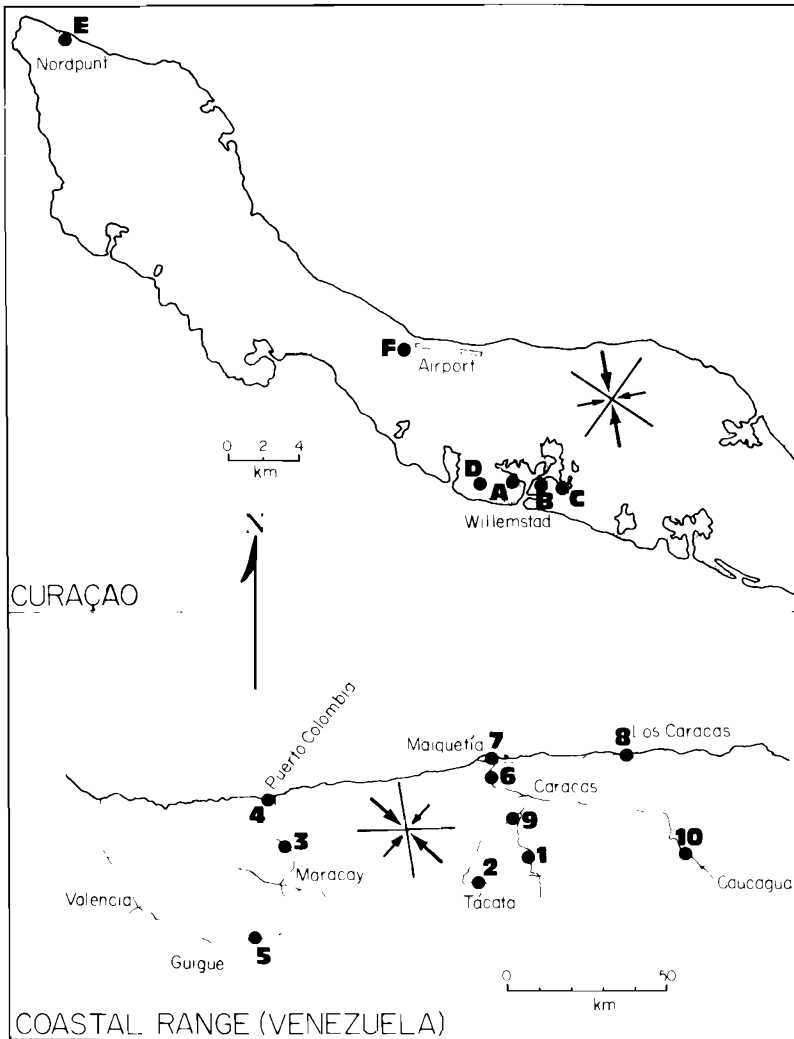 E
Nordpunt
F
Airport
0 2 4
km
D
A
B
C
Willemstad
N
CURAÇAO
Puerto Colombia
Maiquetía
7
8
Los Caracas
6
Caracas
4
9
3
1
10
Maracay
2
Caucagua
Valencia
Tácata
5
Guigue
0 50
km
COASTAL RANGE (VENEZUELA)